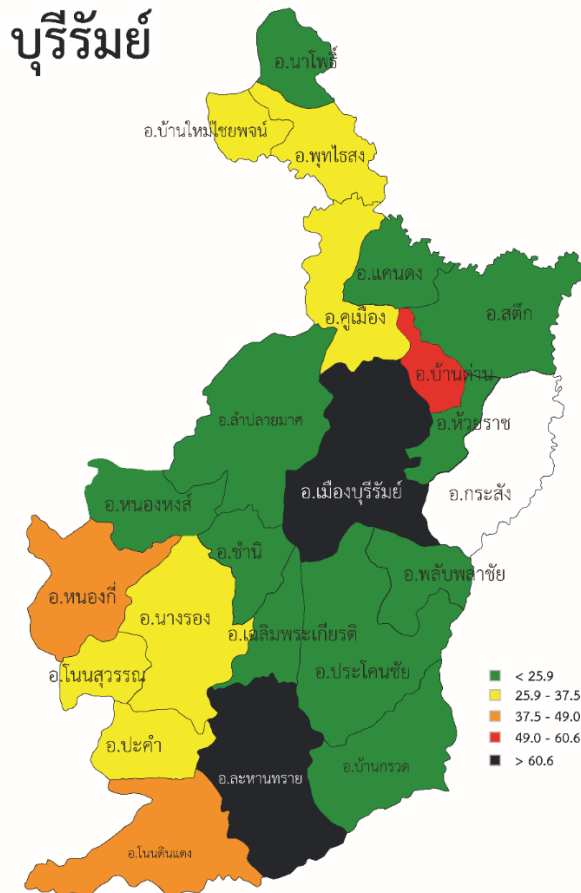 บุรีรัมย์
อ.นาโพธิ์
อ.บ้านใหม่ไชยพจน์
อ.พุทไธสง
อ.แคนดง
อ.สตึก
อ.คูเมือง
อ.บ้านด่าน
อ.ห้วยราช
อ.ลำปลายมาศ
อ.เมืองบุรีรัมย์
อ.กระสัง
อ.หนองหงส์
อ.ชำนิ
อ.พลับพลาชัย
อ.หนองกี่
อ.นางรอง
อ.เฉลิมพระเกียรติ
อ.โนนสุวรรณ
อ.ประโคนชัย
อ.ปะคำ
อ.ละหานทราย
อ.บ้านกรวด
อ.โนนดินแดง
< 25.9
25.9 - 37.5
37.5 - 49.0
49.0 - 60.6
> 60.6